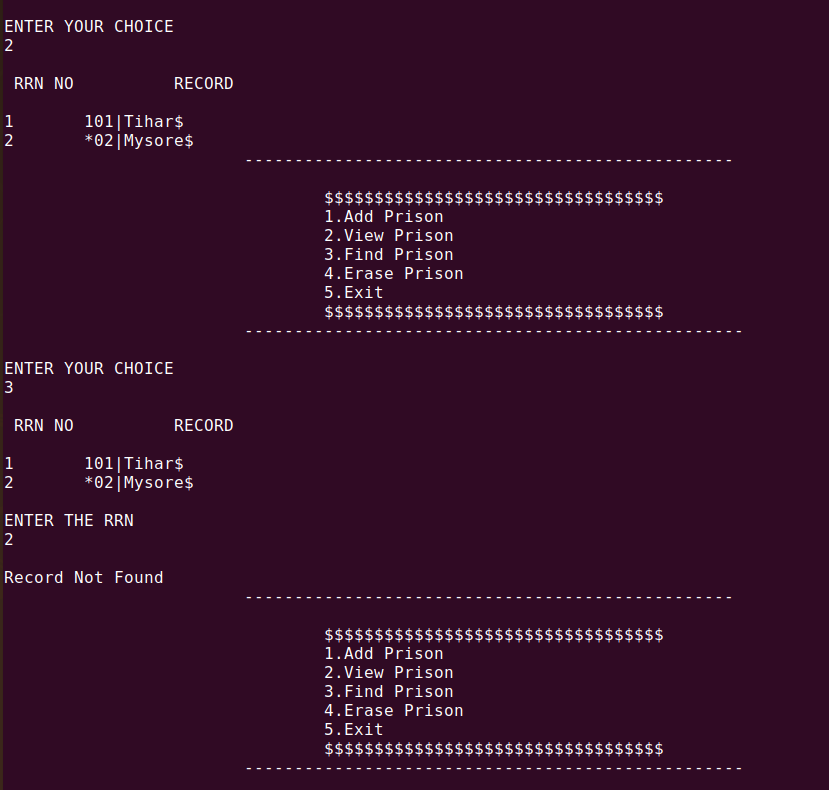 ENTER YOUR CHOICE
2
RRN NO          RECORD
1       101|Tihar$
2       *02|Mysore$
-------------------------------------------------
$$$$$$$$$$$$$$$$$$$$$$$$$$$$$$$$$$
1.Add Prison
2.View Prison
3.Find Prison
4.Erase Prison
5.Exit
$$$$$$$$$$$$$$$$$$$$$$$$$$$$$$$$$$
--------------------------------------------------
ENTER YOUR CHOICE
3
RRN NO          RECORD
1       101|Tihar$
2       *02|Mysore$
ENTER THE RRN
2
Record Not Found
-------------------------------------------------
$$$$$$$$$$$$$$$$$$$$$$$$$$$$$$$$$$
1.Add Prison
2.View Prison
3.Find Prison
4.Erase Prison
5.Exit
$$$$$$$$$$$$$$$$$$$$$$$$$$$$$$$$$$
--------------------------------------------------